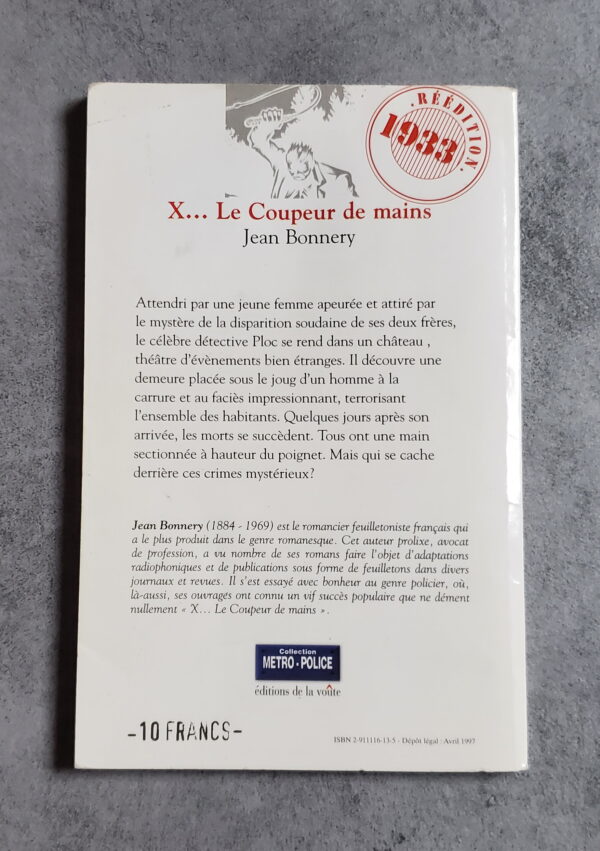 .RÉÉDITION.
1933
X... Le Coupeur de mains
Jean Bonnery
Attendri par une jeune femme apeurée et attiré par
le mystère de la disparition soudaine de ses deux frères,
le célèbre détective Ploc se rend dans un château ,
théâtre d'évènements bien étranges. Il découvre une
demeure placée sous le joug d'un homme à la
carrure et au faciès impressionnant, terrorisant
l'ensemble des habitants. Quelques jours après son
arrivée, les morts se succèdent. Tous ont une main
sectionnée à hauteur du poignet. Mais qui se cache
derrière ces crimes mystérieux?
Jean Bonnery (1884 - 1969) est le romancier feuilletoniste français qui
a le plus produit dans le genre romanesque. Cet auteur prolixe, avocat
de profession, a vu nombre de ses romans faire l'objet d'adaptations
radiophoniques et de publications sous forme de feuilletons dans divers
journaux et revues. Il s'est essayé avec bonheur au genre policier, où,
là-aussi, ses ouvrages ont connu un vif succès populaire que ne dément
nullement « X... Le Coupeur de mains ».
Collection
METRO-POLICE
éditions de la voûte
-10 FRANCS-
ISBN 2-911116-13-5 - Dépôt légal : Avril 1997